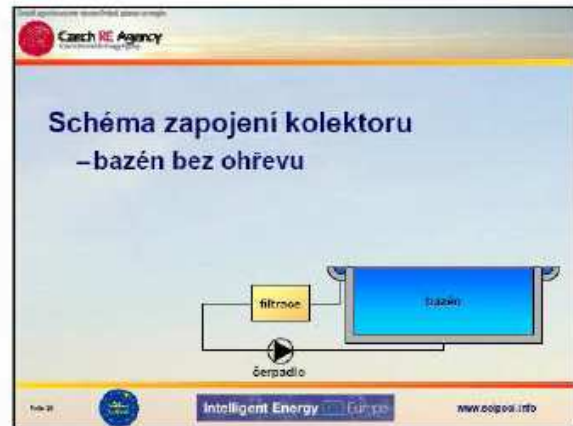 Czech RE Agency
Schéma zapojení kolektoru
–bazén bez ohřevu
filtrace
bazén
čerpadlo
Intelligent Energy Europe
www.solpool.info